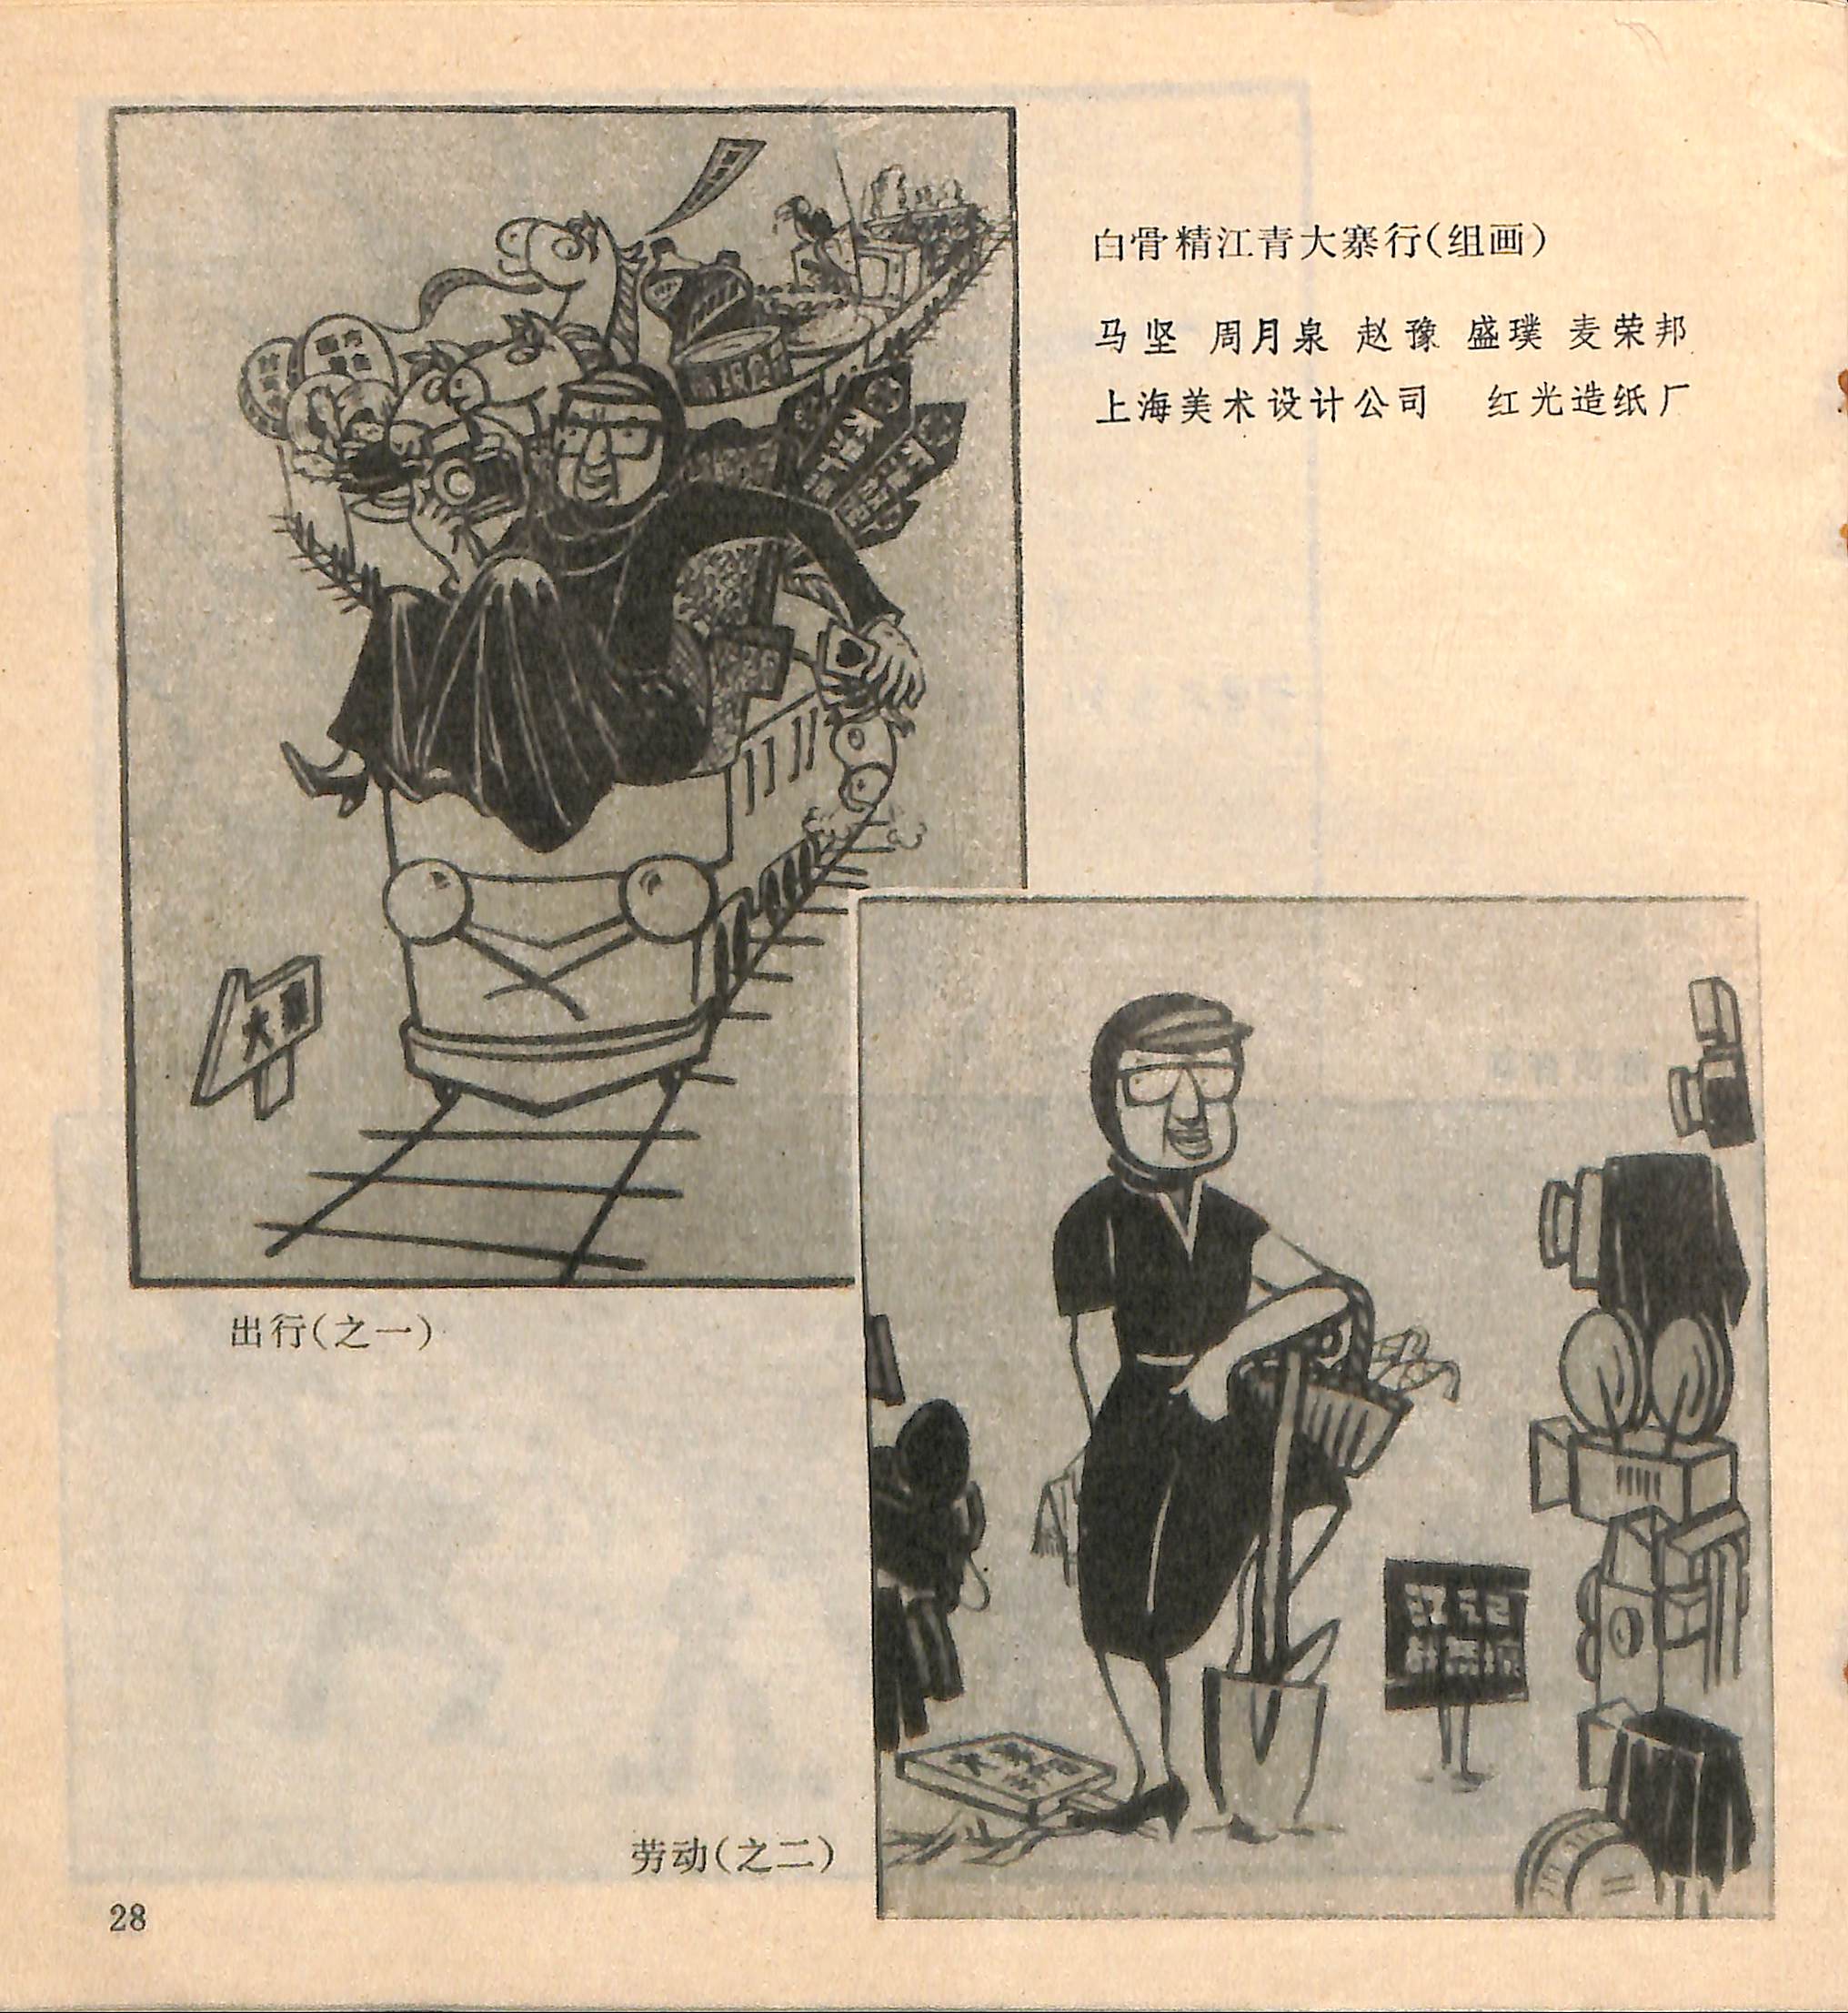 白骨精江青大寨行(组画)
马坚 周月泉 赵豫 盛璞 麦荣邦
上海美术设计公司 红光造纸厂
大寨
出行(之一)
江记
劳动(之二)
28